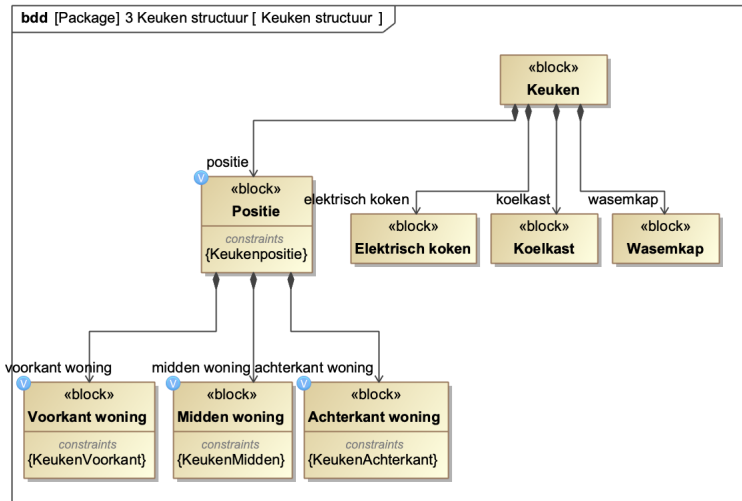 bdd [Package] 3 Keuken structuur [ Keuken structuur ]
«block»
Keuken
positie
V
«block»
Positie
constraints
{Keukenpositie}
elektrisch koken
koelkast
wasemkap
«block»
Elektrisch koken
«block»
Koelkast
«block»
Wasemkap
voorkant woning
midden woning
achterkant woning
V
«block»
Voorkant woning
constraints
{KeukenVoorkant}
V
«block»
Midden woning
constraints
{KeukenMidden}
V
«block»
Achterkant woning
constraints
{KeukenAchterkant}